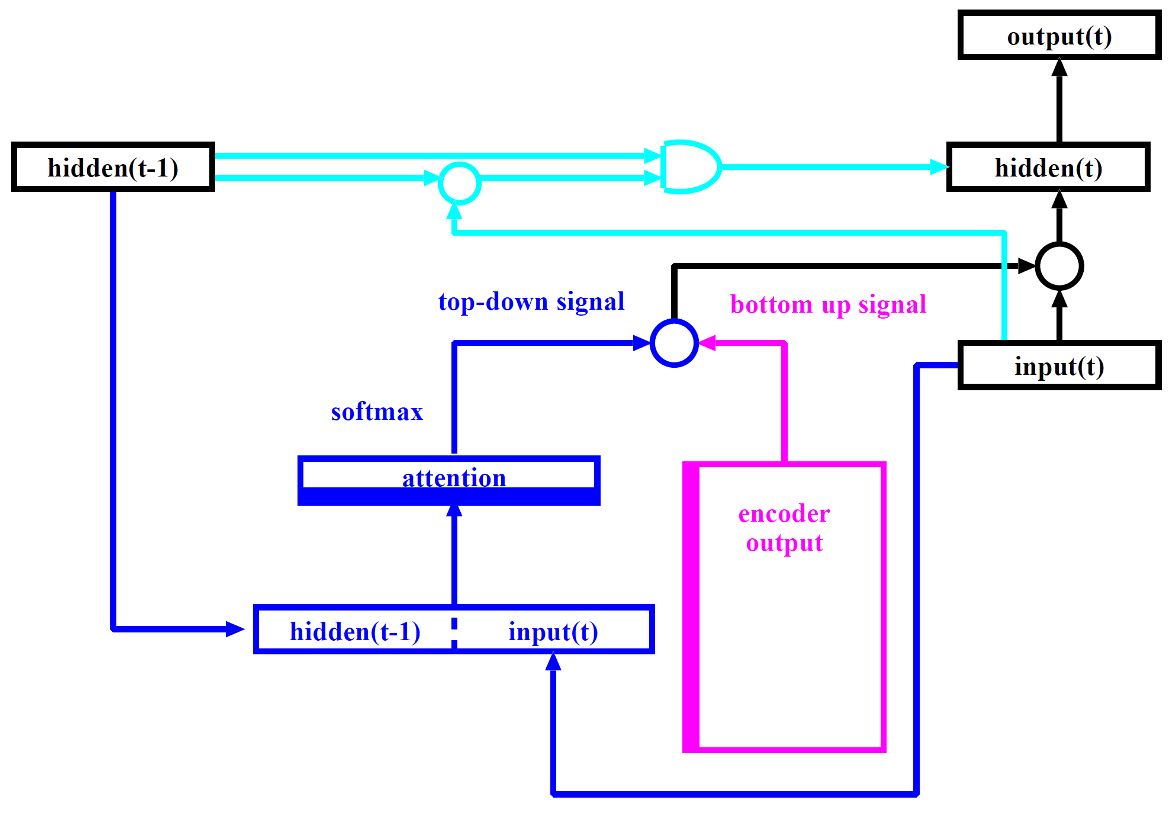 output(t)
hidden(t-1)
hidden(t)
top-down signal
bottom up signal
input(t)
softmax
attention
encoder
output
hidden(t-1)
input(t)